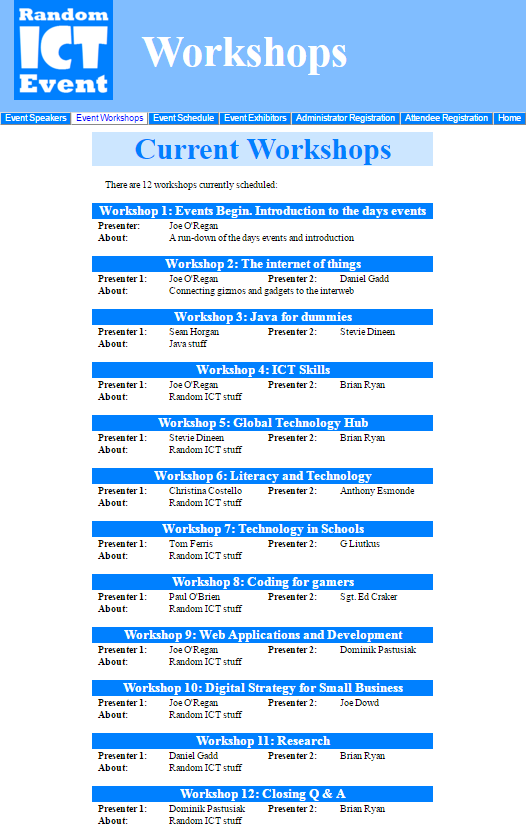 Random
ICT
Event
Workshops
Event Speakers Event Workshops Event Schedule Event Exhibitors Administrator Registration Attendee Registration Home
Current Workshops
There are 12 workshops currently scheduled:
Workshop 1: Events Begin. Introduction to the days events
Presenter: Joe O'Regan
About: A run-down of the days events and introduction
Workshop 2: The internet of things
Presenter 1: Joe O'Regan Presenter 2: Daniel Gadd
About: Connecting gizmos and gadgets to the interweb
Workshop 3: Java for dummies
Presenter 1: Sean Horgan Presenter 2: Stevie Dineen
About: Java stuff
Workshop 4: ICT Skills
Presenter 1: Joe O'Regan Presenter 2: Brian Ryan
About: Random ICT stuff
Workshop 5: Global Technology Hub
Presenter 1: Stevie Dineen Presenter 2: Brian Ryan
About: Random ICT stuff
Workshop 6: Literacy and Technology
Presenter 1: Christina Costello Presenter 2: Anthony Esmonde
About: Random ICT stuff
Workshop 7: Technology in Schools
Presenter 1: Tom Ferris Presenter 2: G Liutkus
About: Random ICT stuff
Workshop 8: Coding for gamers
Presenter 1: Paul O'Brien Presenter 2: Sgt. Ed Craker
About: Random ICT stuff
Workshop 9: Web Applications and Development
Presenter 1: Joe O'Regan Presenter 2: Dominik Pastusiak
About: Random ICT stuff
Workshop 10: Digital Strategy for Small Business
Presenter 1: Joe O'Regan Presenter 2: Joe Dowd
About: Random ICT stuff
Workshop 11: Research
Presenter 1: Daniel Gadd Presenter 2: Brian Ryan
About: Random ICT stuff
Workshop 12: Closing Q & A
Presenter 1: Dominik Pastusiak Presenter 2: Brian Ryan
About: Random ICT stuff